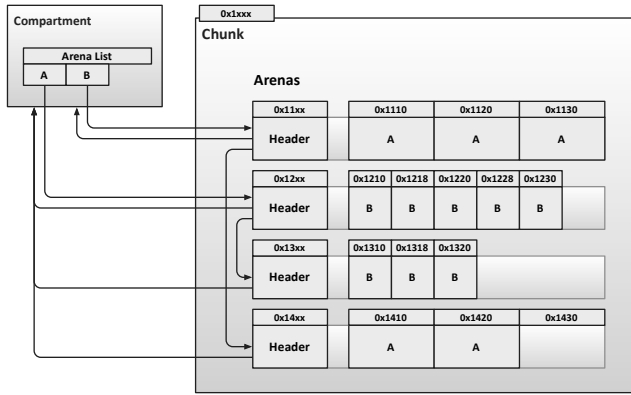 0x1xxx
Compartment
Chunk
Arena List
A B
Arenas
0x11xx 0x1110 0x1120 0x1130
Header A A A
0x12xx 0x1210 0x1218 0x1220 0x1228 0x1230
Header B B B B B
0x13xx 0x1310 0x1318 0x1320
Header B B B
0x14xx 0x1410 0x1420 0x1430
Header A A